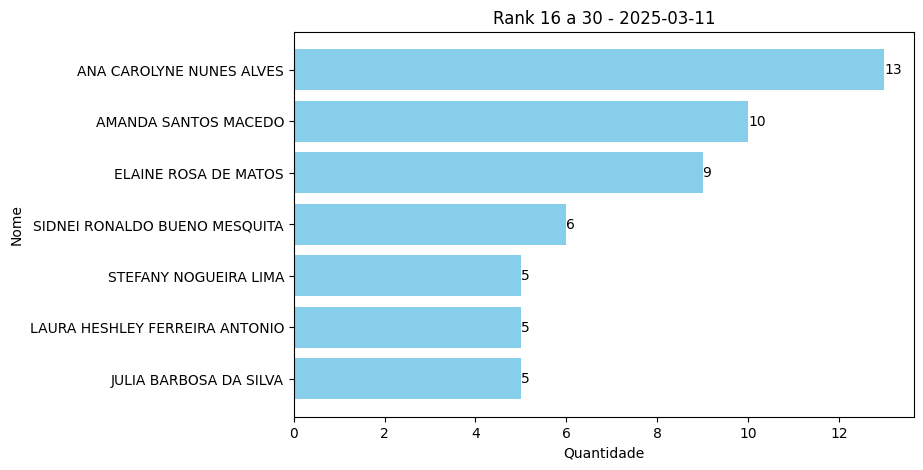 Rank 16 a 30 - 2025-03-11
Nome
ANA CAROLYNE NUNES ALVES 13
AMANDA SANTOS MACEDO 10
ELAINE ROSA DE MATOS 9
SIDNEI RONALDO BUENO MESQUITA 6
STEFANY NOGUEIRA LIMA 5
LAURA HESHLEY FERREIRA ANTONIO 5
JULIA BARBOSA DA SILVA 5
0 2 4 6 8 10 12
Quantidade